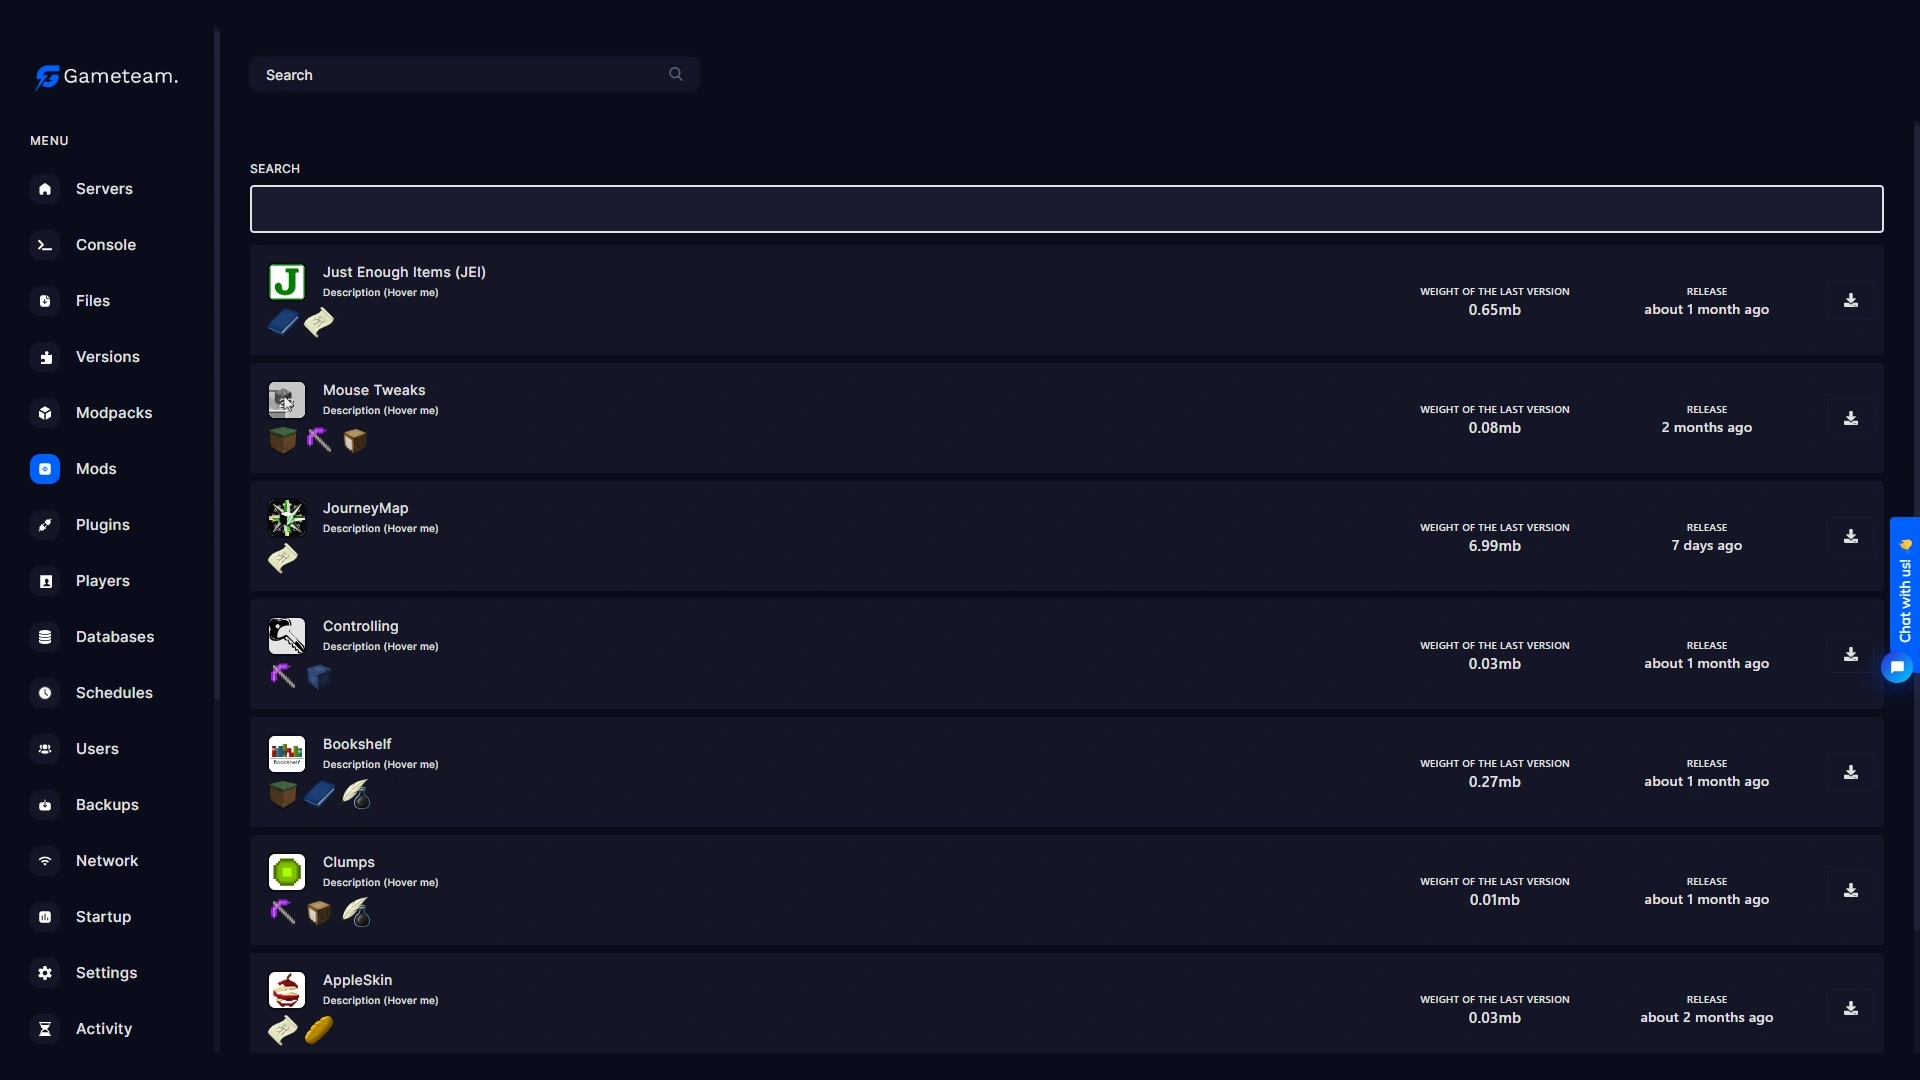 Gameteam.
Search
MENU
Servers
Console
Files
Versions
Modpacks
Mods
Plugins
Players
Databases
Schedules
Users
Backups
Network
Startup
Settings
Activity
SEARCH
Just Enough Items (JEI)
Description (Hover me)
WEIGHT OF THE LAST VERSION
0.65mb
RELEASE
about 1 month ago
Mouse Tweaks
Description (Hover me)
WEIGHT OF THE LAST VERSION
0.08mb
RELEASE
2 months ago
JourneyMap
Description (Hover me)
WEIGHT OF THE LAST VERSION
6.99mb
RELEASE
7 days ago
Controlling
Description (Hover me)
WEIGHT OF THE LAST VERSION
0.03mb
RELEASE
about 1 month ago
Bookshelf
Bookshelf
Description (Hover me)
WEIGHT OF THE LAST VERSION
0.27mb
RELEASE
about 1 month ago
Clumps
Description (Hover me)
WEIGHT OF THE LAST VERSION
0.01mb
RELEASE
about 1 month ago
AppleSkin
Description (Hover me)
WEIGHT OF THE LAST VERSION
0.03mb
RELEASE
about 2 months ago
Chat with us!
J